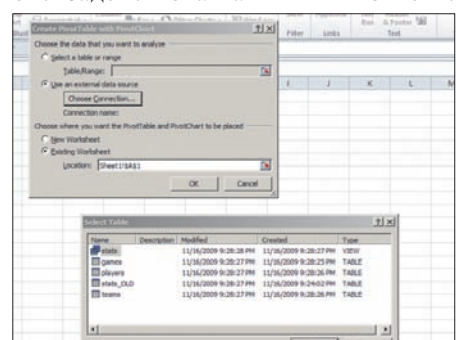 Filter
Links
Box
& Footer
Text
Create PivotTable with PivotChart
Choose the data that you want to analyze
Select a table or range
Table/Range:
Use an external data source
Choose Connection...
Connection name:
Choose where you want the PivotTable and PivotChart to be placed
New Worksheet
Existing Worksheet
Location: Sheet1!$A$1
OK Cancel
I J K L M
Select Table
Name Description Modified Created Type
stats 11/16/2009 9:28:28 PM 11/16/2009 9:28:27 PM VIEW
games 11/16/2009 9:28:27 PM 11/16/2009 9:28:25 PM TABLE
players 11/16/2009 9:28:27 PM 11/16/2009 9:28:26 PM TABLE
stats_OLD 11/16/2009 9:28:27 PM 11/16/2009 9:24:02 PM TABLE
teams 11/16/2009 9:28:27 PM 11/16/2009 9:28:26 PM TABLE